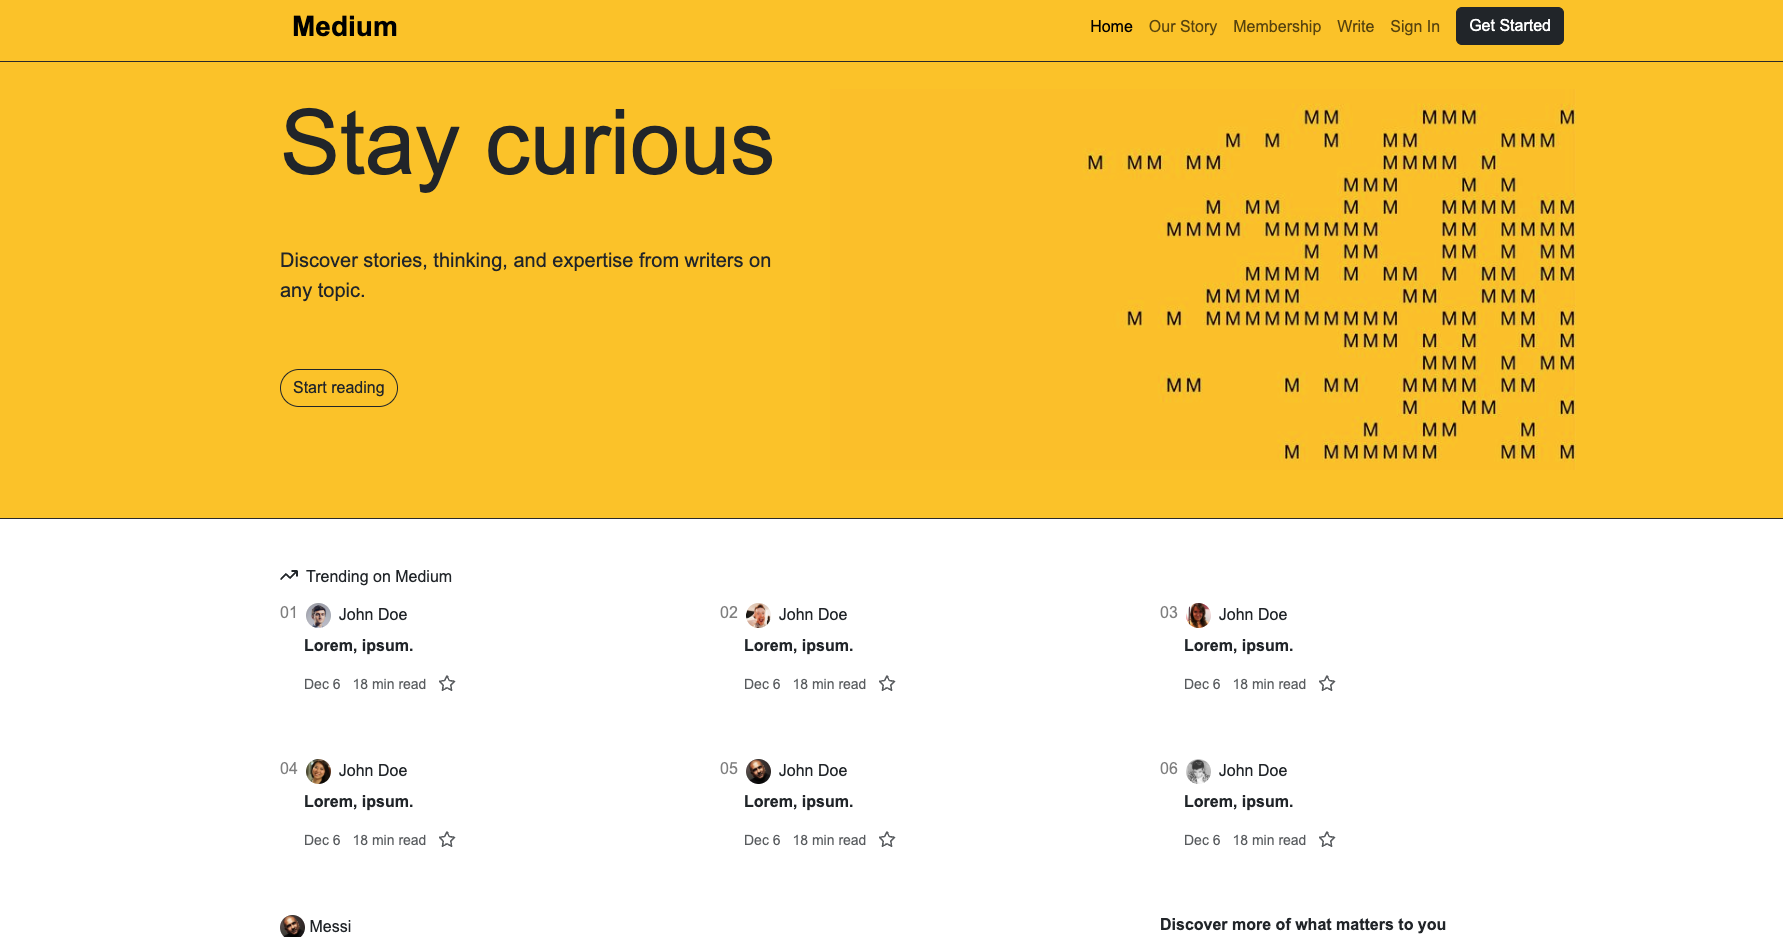 Medium
Home Our Story Membership Write Sign In Get Started
Stay curious
Discover stories, thinking, and expertise from writers on
any topic.
Start reading
MM MMM M
M M M MM MMM
M MM MM MMMM M
MMM M M
M MM M M MMMM MM
MMMM MMMMMM MM MMMM
M MM MM M MM
MMMM M MM M MM MM
MMMMM MM MMM
M M MMMMMMMMMM MM MM M
MMM M M M M
MMM M MM
MM M MM MMMM MM
M MM M
M MM M
M MMMMMM MM M
Trending on Medium
01 John Doe
Lorem, ipsum.
Dec 6 18 min read
02 John Doe
Lorem, ipsum.
Dec 6 18 min read
03 John Doe
Lorem, ipsum.
Dec 6 18 min read
04 John Doe
Lorem, ipsum.
Dec 6 18 min read
05 John Doe
Lorem, ipsum.
Dec 6 18 min read
06 John Doe
Lorem, ipsum.
Dec 6 18 min read
Messi
Discover more of what matters to you